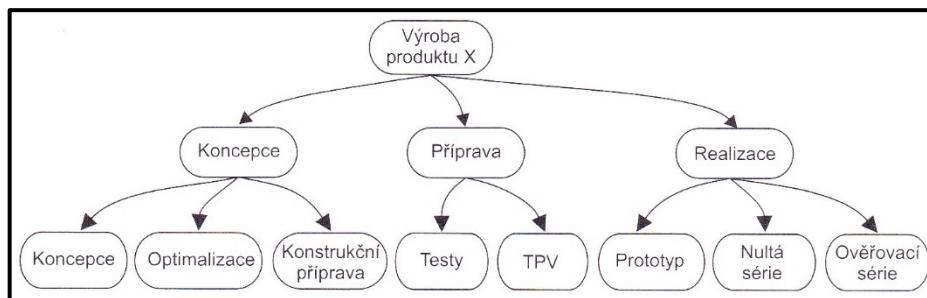 Výroba
produktu X
Koncepce
Příprava
Realizace
Koncepce
Optimalizace
Konstrukční
příprava
Testy
TPV
Prototyp
Nultá
série
Ověřovací
série